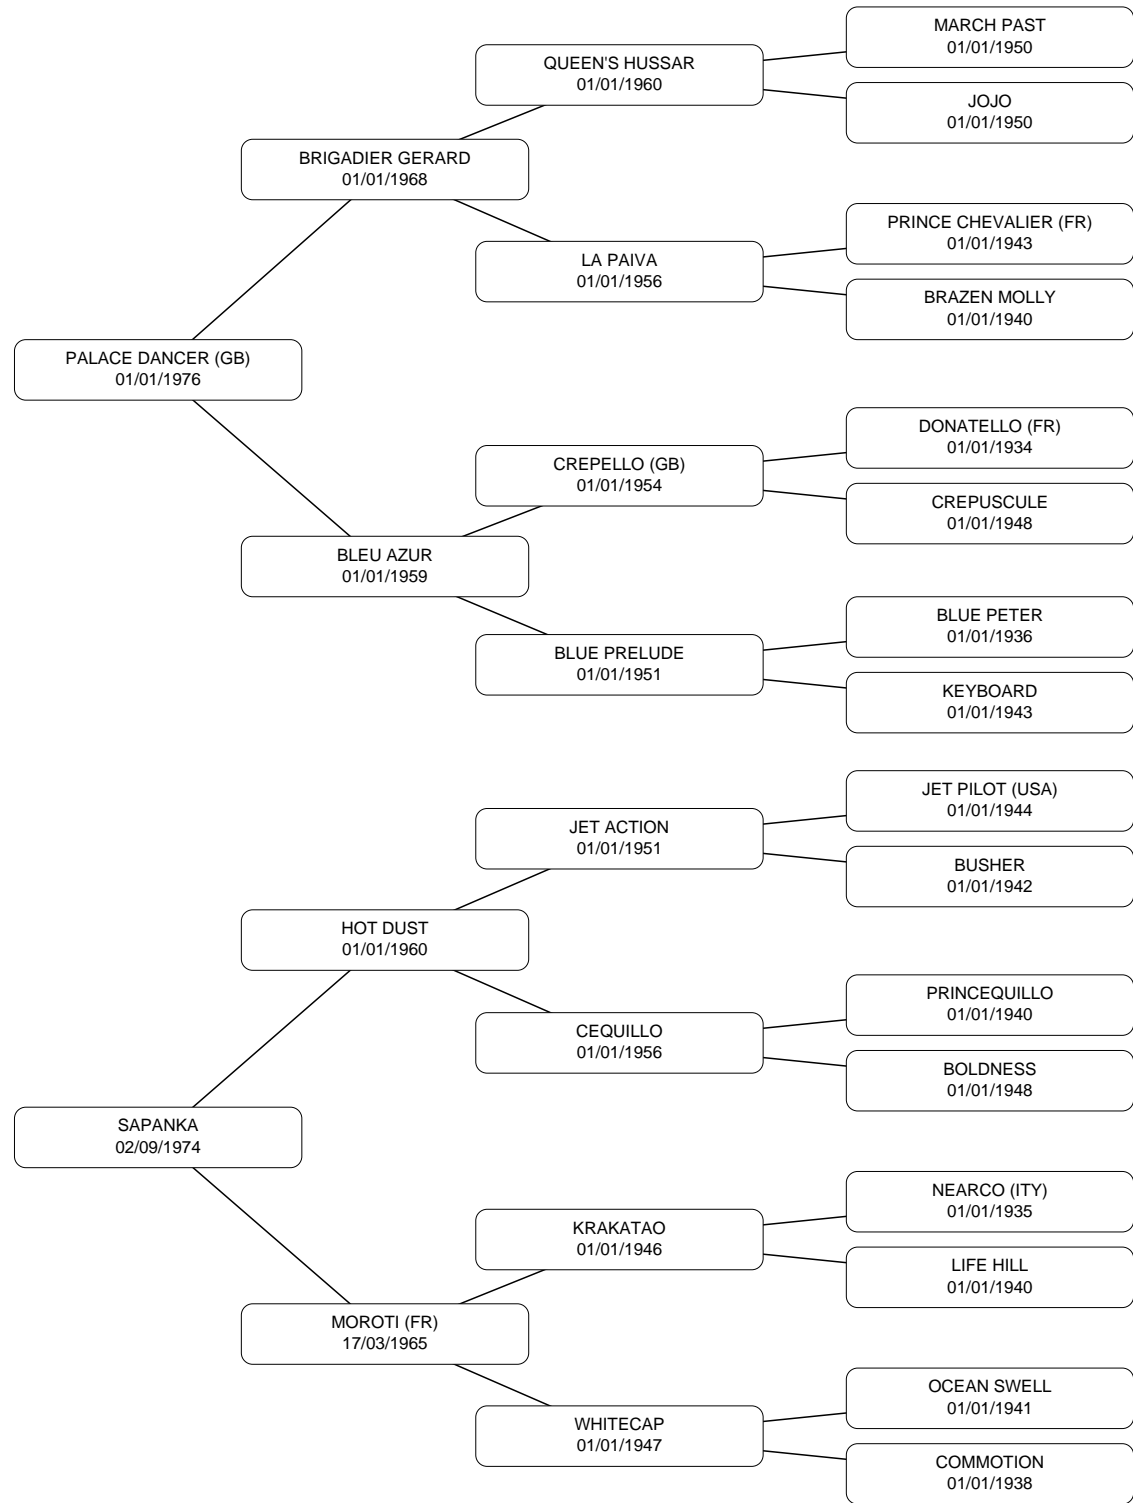 MARCH PAST
01/01/1950
QUEEN'S HUSSAR
01/01/1960
JOJO
01/01/1950
BRIGADIER GERARD
01/01/1968
PRINCE CHEVALIER (FR)
01/01/1943
LA PAIVA
01/01/1956
BRAZEN MOLLY
01/01/1940
PALACE DANCER (GB)
01/01/1976
DONATELLO (FR)
01/01/1934
CREPELLO (GB)
01/01/1954
CREPUSCULE
01/01/1948
BLEU AZUR
01/01/1959
BLUE PETER
01/01/1936
BLUE PRELUDE
01/01/1951
KEYBOARD
01/01/1943
JET PILOT (USA)
01/01/1944
JET ACTION
01/01/1951
BUSHER
01/01/1942
HOT DUST
01/01/1960
PRINCEQUILLO
01/01/1940
CEQUILLO
01/01/1956
BOLDNESS
01/01/1948
SAPANKA
02/09/1974
NEARCO (ITY)
01/01/1935
KRAKATAO
01/01/1946
LIFE HILL
01/01/1940
MOROTI (FR)
17/03/1965
OCEAN SWELL
01/01/1941
WHITECAP
01/01/1947
COMMOTION
01/01/1938